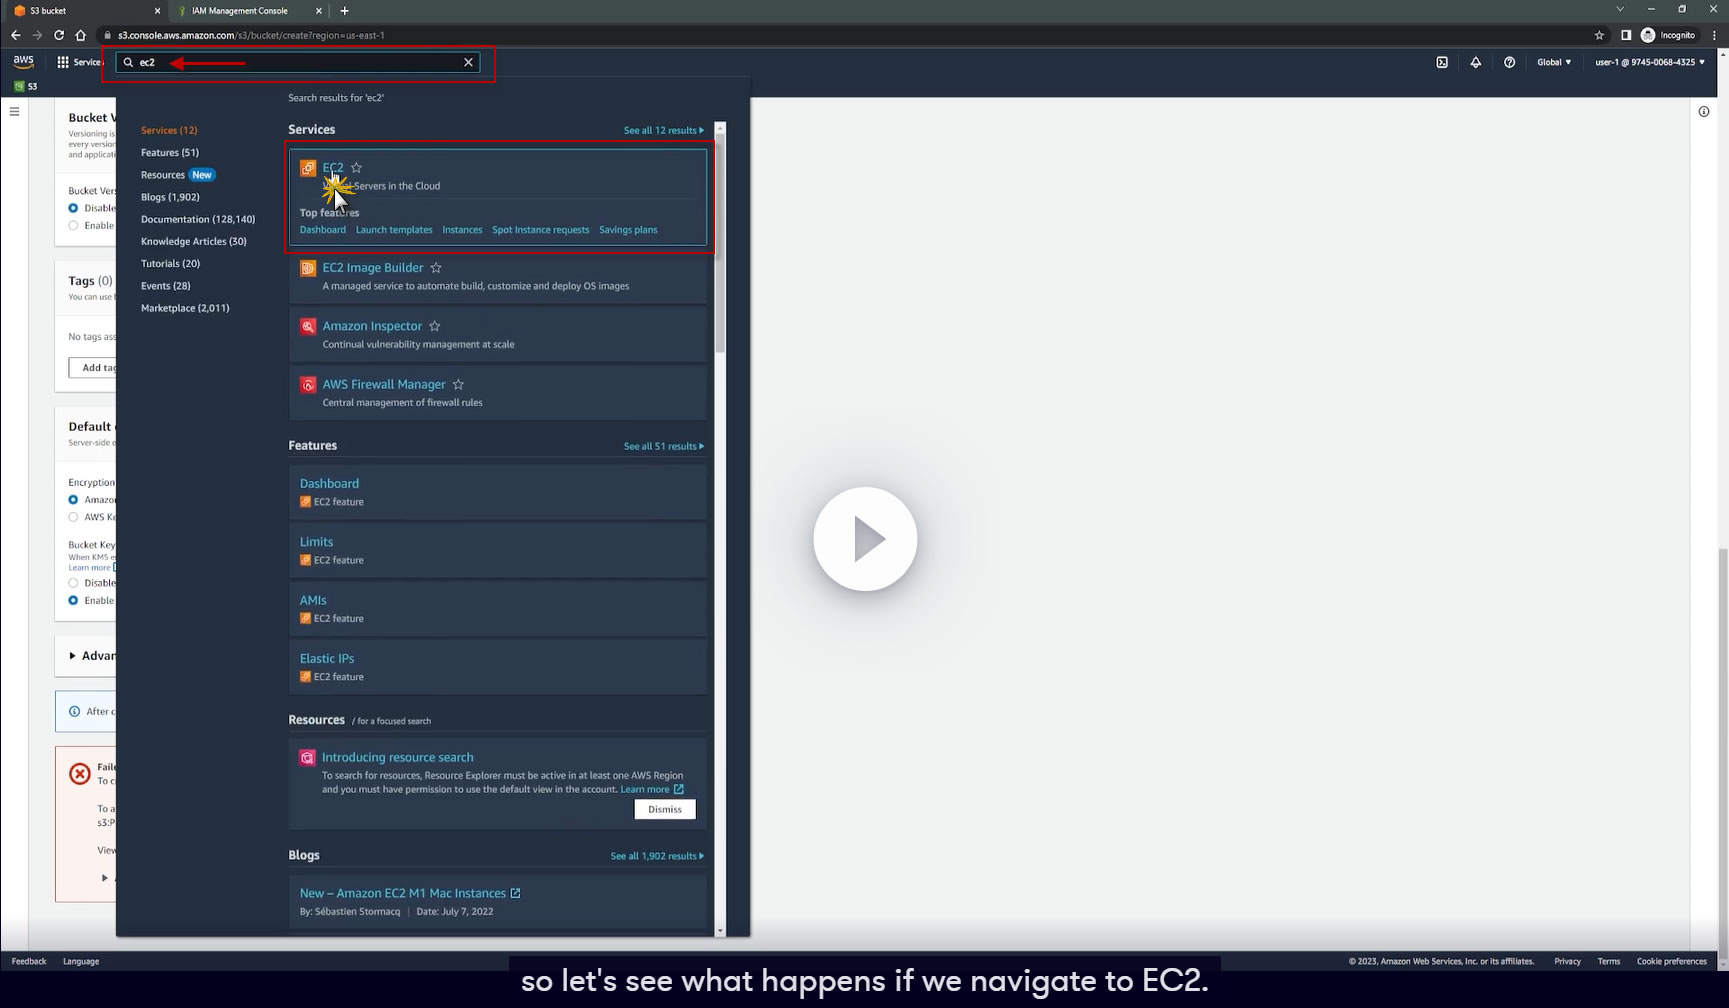 S3 bucket
IAM Management Console
s3.console.aws.amazon.com/s3/bucket/create?region=us-east-1
Incognito
aws
Service
ec2
Global
user-1 @ 9745-0068-4325
S3
Search results for 'ec2'
Services (12)
Features (51)
Resources New
Blogs (1,902)
Documentation (128,140)
Knowledge Articles (30)
Tutorials (20)
Events (28)
Marketplace (2,011)
Services
See all 12 results
EC2
Servers in the Cloud
Top features
Dashboard Launch templates Instances Spot Instance requests Savings plans
EC2 Image Builder
A managed service to automate build, customize and deploy OS images
Amazon Inspector
Continual vulnerability management at scale
AWS Firewall Manager
Central management of firewall rules
Features
See all 51 results
Dashboard
EC2 feature
Limits
EC2 feature
AMIs
EC2 feature
Elastic IPs
EC2 feature
Resources / for a focused search
Introducing resource search
To search for resources, Resource Explorer must be active in at least one AWS Region
and you must have permission to use the default view in the account. Learn more
Dismiss
Blogs
See all 1,902 results
New – Amazon EC2 M1 Mac Instances
By: Sébastien Stormacq | Date: July 7, 2022
Bucket V
Versioning is
every version
and applicati
Bucket Vers
Disable
Enable
Tags (0)
You can use
No tags ass
Add tag
Default
Server-side e
Encryption
Amazo
AWS Ke
Bucket Key
When KMS e
Learn more
Disable
Enable
Advan
After c
Faile
To c
To a
s3:P
View
Feedback Language
© 2023, Amazon Web Services, Inc. or its affiliates. Privacy Terms Cookie preferences
so let's see what happens if we navigate to EC2.